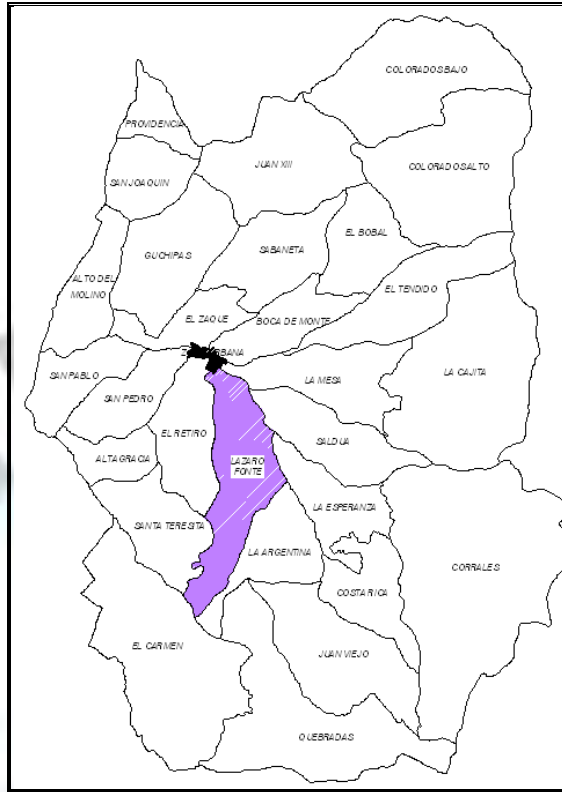 COLORADOS BAJO
PROVIDENCIA
JUAN XIII
COLORADOS ALTO
SAN JOAQUIN
EL BOBAL
SABANETA
GUCHIPAS
ALTO DEL
MOLINO
EL TENDIDO
EL ZAQUE
BOCA DE MONTE
SAN PABLO
LA MESA
LA CAJITA
SAN PEDRO
EL RETIRO
SALDUA
ALTAGRACIA
LAZARO
FONTE
LA ESPERANZA
SANTA TERESITA
LA ARGENTINA
CORRALES
COSTA RICA
EL CARMEN
JUAN VIEJO
QUEBRADAS